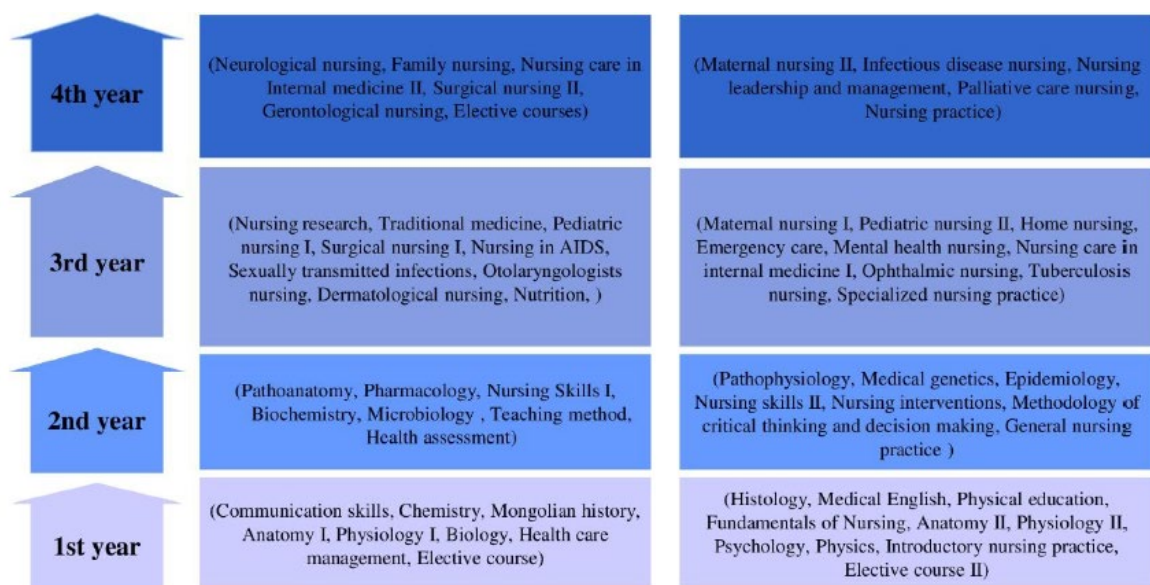 4th year
(Neurological nursing, Family nursing, Nursing care in
Internal medicine II, Surgical nursing II,
Gerontological nursing, Elective courses)
(Maternal nursing II, Infectious disease nursing, Nursing
leadership and management, Palliative care nursing,
Nursing practice)
3rd year
(Nursing research, Traditional medicine, Pediatric
nursing I, Surgical nursing I, Nursing in AIDS,
Sexually transmitted infections, Otolaryngologists
nursing, Dermatological nursing, Nutrition, )
(Maternal nursing I, Pediatric nursing II, Home nursing,
Emergency care, Mental health nursing, Nursing care in
internal medicine I, Ophthalmic nursing, Tuberculosis
nursing, Specialized nursing practice)
2nd year
(Pathoanatomy, Pharmacology, Nursing Skills I,
Biochemistry, Microbiology , Teaching method,
Health assessment)
(Pathophysiology, Medical genetics, Epidemiology,
Nursing skills II, Nursing interventions, Methodology of
critical thinking and decision making, General nursing
practice )
1st year
(Communication skills, Chemistry, Mongolian history,
Anatomy I, Physiology I, Biology, Health care
management, Elective course)
(Histology, Medical English, Physical education,
Fundamentals of Nursing, Anatomy II, Physiology II,
Psychology, Physics, Introductory nursing practice,
Elective course II)